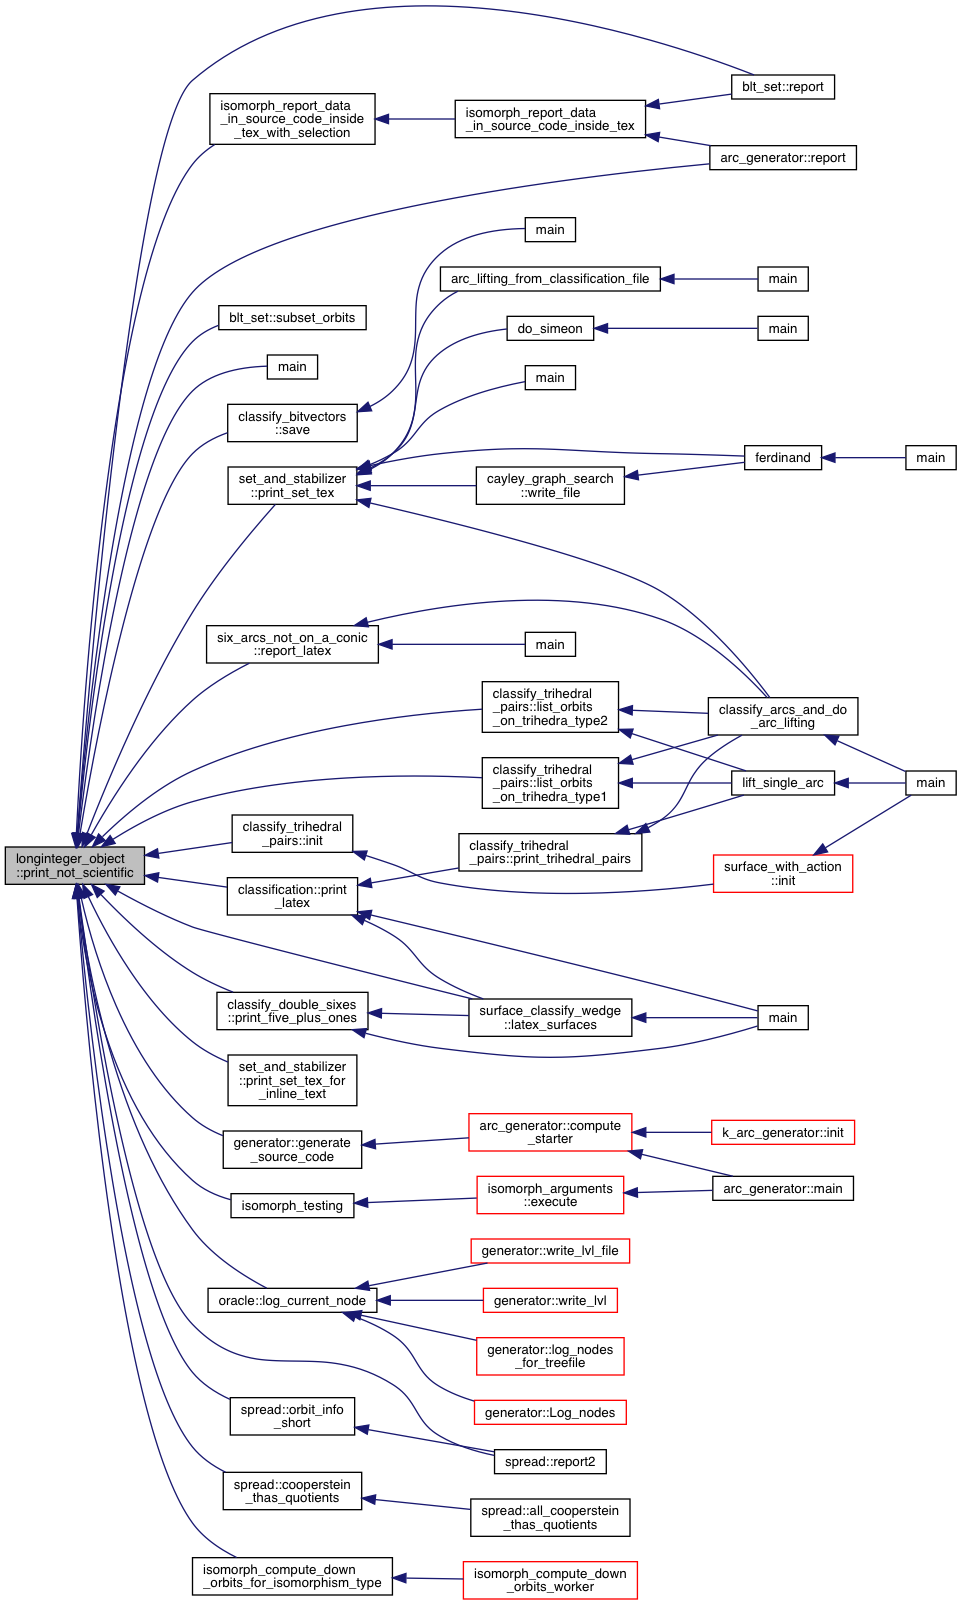 blt_set::report
isomorph_report_data
_in_source_code_inside
_tex_with_selection
isomorph_report_data
_in_source_code_inside_tex
arc_generator::report
main
arc_lifting_from_classification_file
main
blt_set::subset_orbits
do_simeon
main
main
main
classify_bitvectors
::save
set_and_stabilizer
::print_set_tex
cayley_graph_search
::write_file
ferdinand
main
six_arcs_not_on_a_conic
::report_latex
main
classify_trihedral
_pairs::list_orbits
_on_trihedra_type2
classify_arcs_and_do
_arc_lifting
classify_trihedral
_pairs::list_orbits
_on_trihedra_type1
lift_single_arc
main
classify_trihedral
_pairs::init
classify_trihedral
_pairs::print_trihedral_pairs
longinteger_object
::print_not_scientific
surface_with_action
::init
classification::print
_latex
classify_double_sixes
::print_five_plus_ones
surface_classify_wedge
::latex_surfaces
main
set_and_stabilizer
::print_set_tex_for
_inline_text
generator::generate
_source_code
arc_generator::compute
_starter
k_arc_generator::init
isomorph_testing
isomorph_arguments
::execute
arc_generator::main
generator::write_lvl_file
oracle::log_current_node
generator::write_lvl
generator::log_nodes
_for_treefile
spread::orbit_info
_short
generator::Log_nodes
spread::report2
spread::cooperstein
_thas_quotients
spread::all_cooperstein
_thas_quotients
isomorph_compute_down
_orbits_for_isomorphism_type
isomorph_compute_down
_orbits_worker